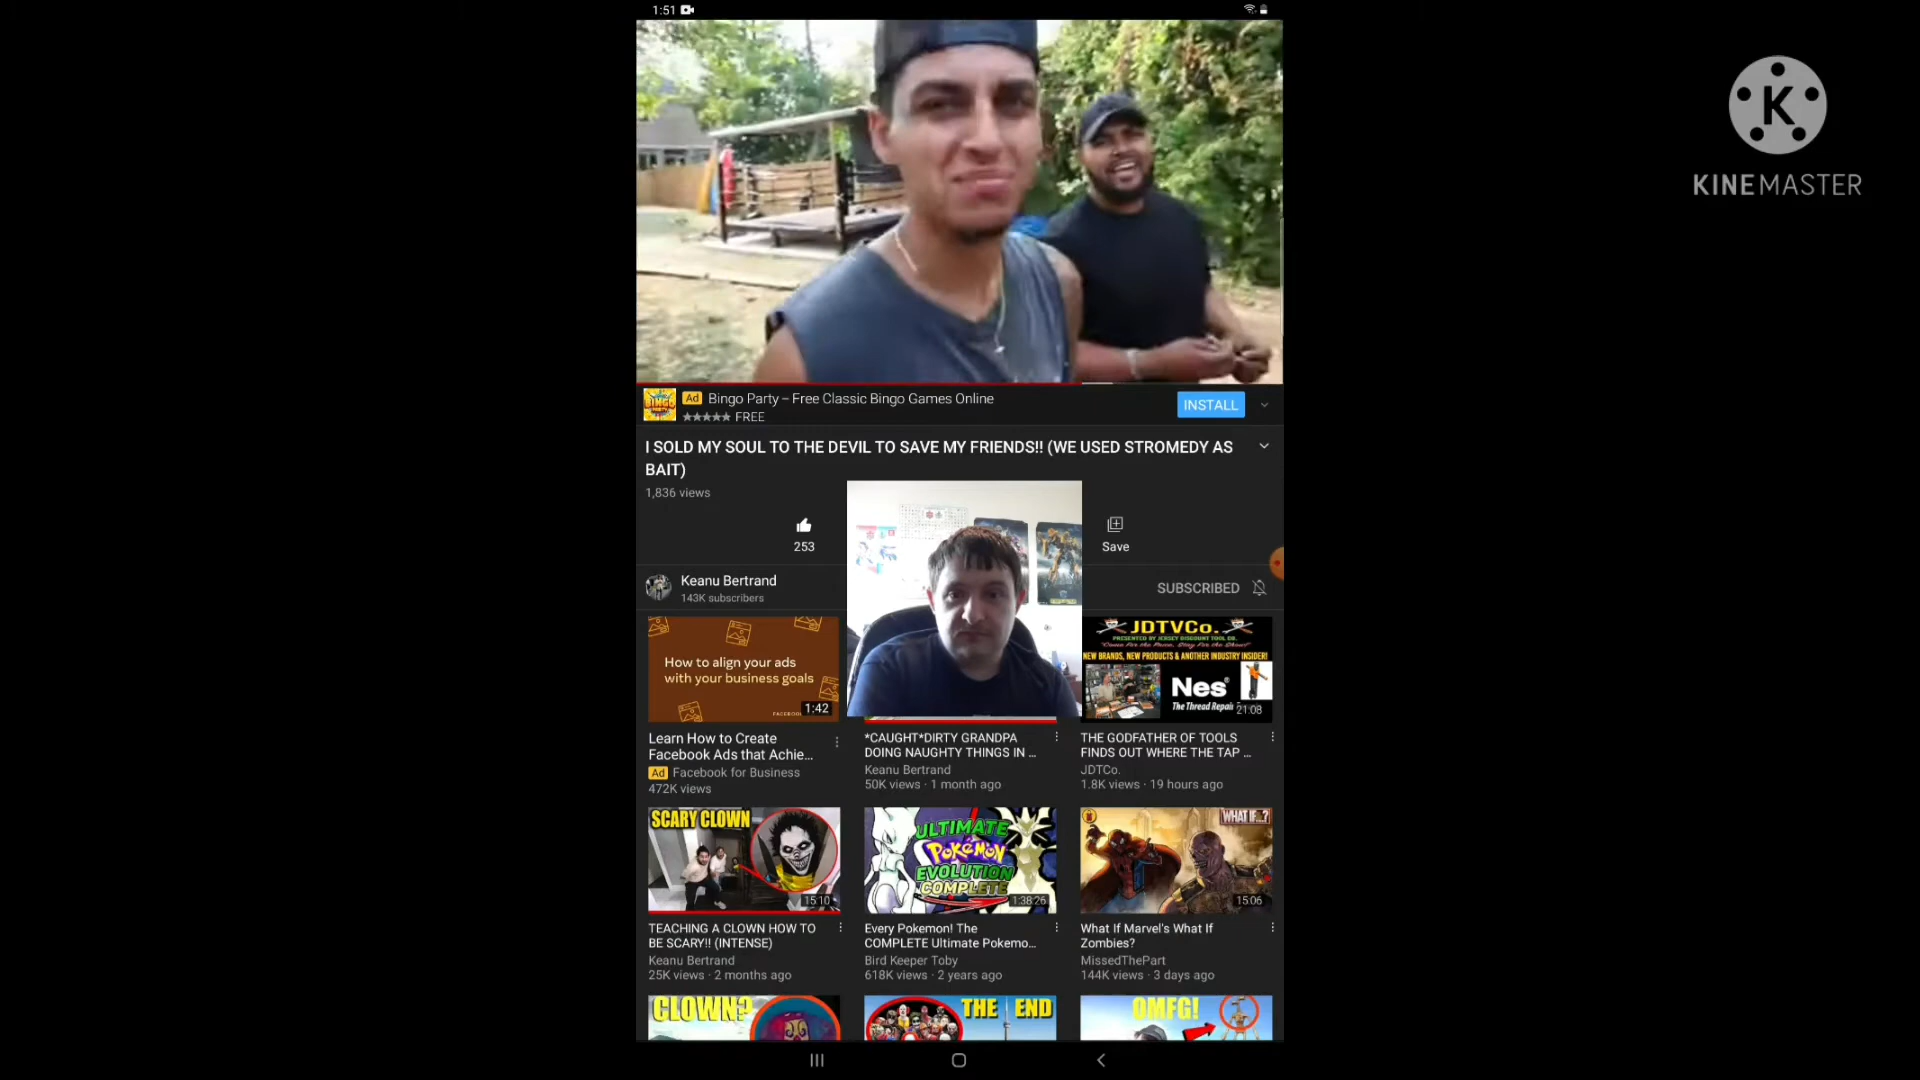 1:51
K
KINEMASTER
BINGO
Ad Bingo Party – Free Classic Bingo Games Online
★★★★★ FREE
INSTALL
I SOLD MY SOUL TO THE DEVIL TO SAVE MY FRIENDS!! (WE USED STROMEDY AS
BAIT)
1,836 views
253
Save
Keanu Bertrand
143K subscribers
SUBSCRIBED
How to align your ads
with your business goals
1:42
JDTVCo.
PRESENTED BY JERSEY DISCOUNT TOOL CO.
NEW BRANDS, NEW PRODUCTS & ANOTHER INDUSTRY INSIDER!
Nes
The Thread Repair
21:08
Learn How to Create
Facebook Ads that Achie...
Ad Facebook for Business
472K views
*CAUGHT*DIRTY GRANDPA
DOING NAUGHTY THINGS IN ...
Keanu Bertrand
50K views · 1 month ago
THE GODFATHER OF TOOLS
FINDS OUT WHERE THE TAP ...
JDTCo.
1.8K views · 19 hours ago
SCARY CLOWN
15:10
ULTIMATE
POKéMON
EVOLUTION
COMPLETE
1:38:26
WHAT IF...?
15:06
TEACHING A CLOWN HOW TO
BE SCARY!! (INTENSE)
Keanu Bertrand
25K views · 2 months ago
Every Pokemon! The
COMPLETE Ultimate Pokemo...
Bird Keeper Toby
618K views · 2 years ago
What If Marvel's What If
Zombies?
MissedThePart
144K views · 3 days ago
CLOWN?
THE END
OMFG!